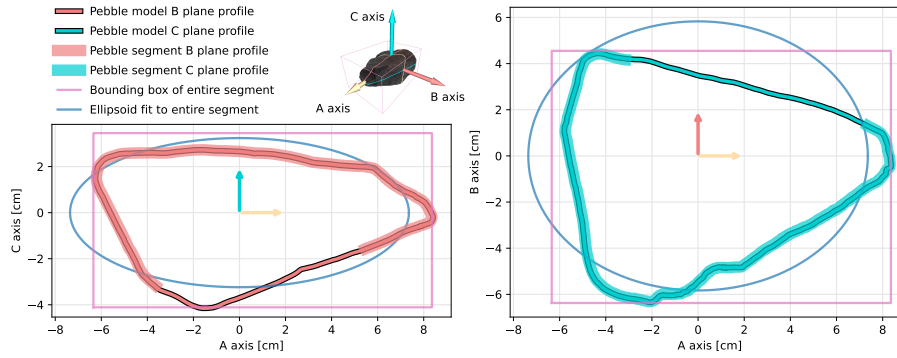 Pebble model B plane profile
Pebble model C plane profile
Pebble segment B plane profile
Pebble segment C plane profile
Bounding box of entire segment
Ellipsoid fit to entire segment
C axis
A axis
B axis
C axis [cm]
2
0
−2
−4
−8 −6 −4 −2 0 2 4 6 8
A axis [cm]
B axis [cm]
6
4
2
0
−2
−4
−6
−8 −6 −4 −2 0 2 4 6 8
A axis [cm]